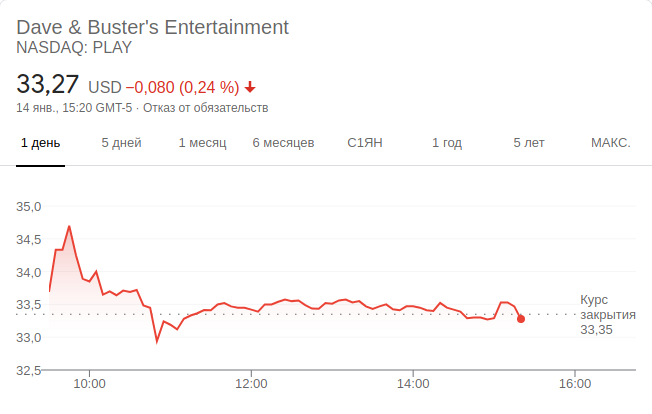 Dave & Buster's Entertainment
NASDAQ: PLAY
33,27 USD −0,080 (0,24 %)
14 янв., 15:20 GMT-5 · Отказ от обязательств
1 день 5 дней 1 месяц 6 месяцев С1ЯН 1 год 5 лет МАКС.
35,0
34,5
34,0
33,5
33,0
32,5
Курс
закрытия
33,35
10:00 12:00 14:00 16:00